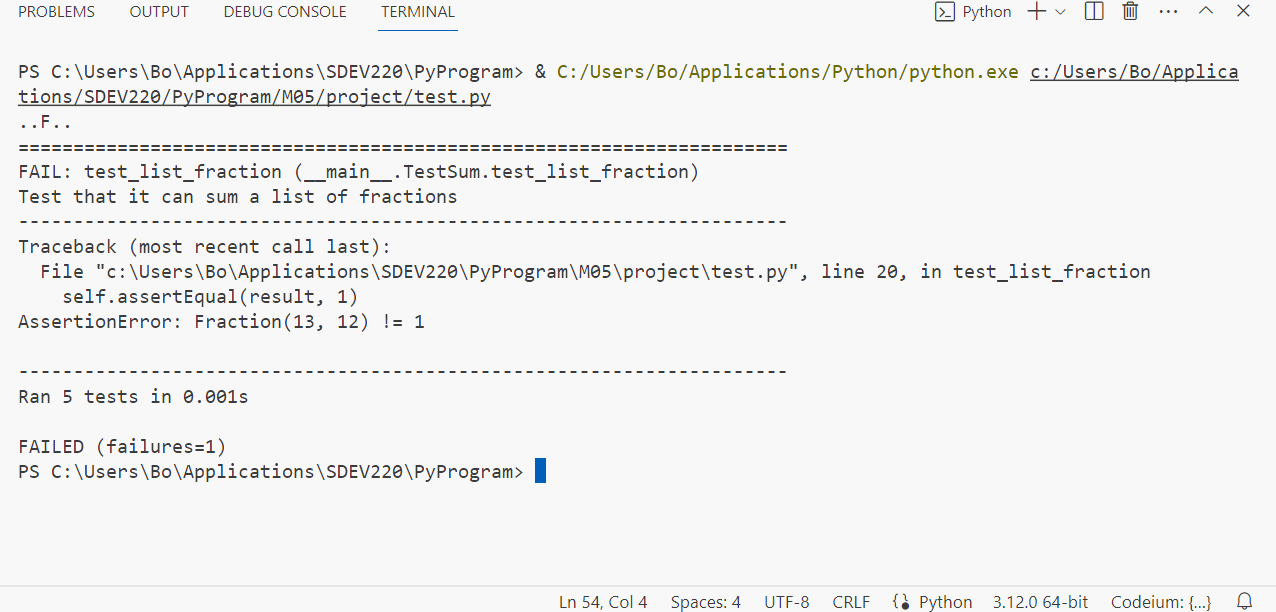 PROBLEMS OUTPUT DEBUG CONSOLE TERMINAL Python
PS C:\Users\Bo\Applications\SDEV220\PyProgram> & C:/Users/Bo/Applications/Python/python.exe c:/Users/Bo/Applica
tions/SDEV220/PyProgram/M05/project/test.py
..F..
======================================================================
FAIL: test_list_fraction (__main__.TestSum.test_list_fraction)
Test that it can sum a list of fractions
----------------------------------------------------------------------
Traceback (most recent call last):
  File "c:\Users\Bo\Applications\SDEV220\PyProgram\M05\project\test.py", line 20, in test_list_fraction
    self.assertEqual(result, 1)
AssertionError: Fraction(13, 12) != 1
----------------------------------------------------------------------
Ran 5 tests in 0.001s
FAILED (failures=1)
PS C:\Users\Bo\Applications\SDEV220\PyProgram>
Ln 54, Col 4 Spaces: 4 UTF-8 CRLF Python 3.12.0 64-bit Codeium: {...}